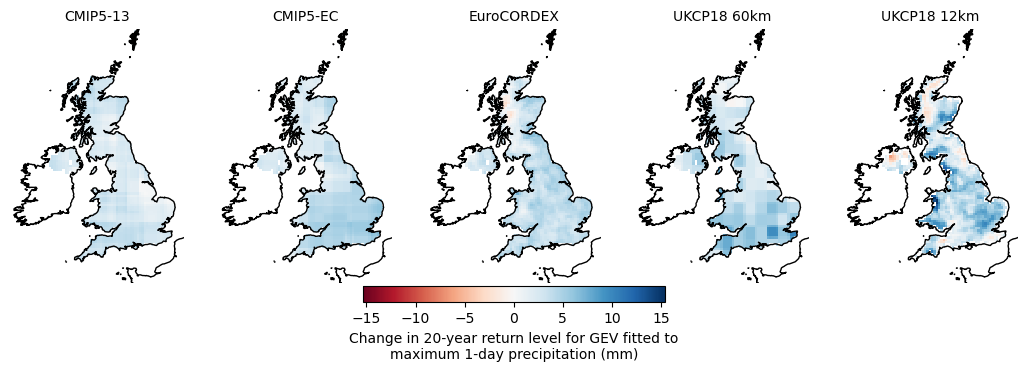 CMIP5-13
CMIP5-EC
EuroCORDEX
UKCP18 60km
UKCP18 12km
−15 −10 −5 0 5 10 15
Change in 20-year return level for GEV fitted to
maximum 1-day precipitation (mm)